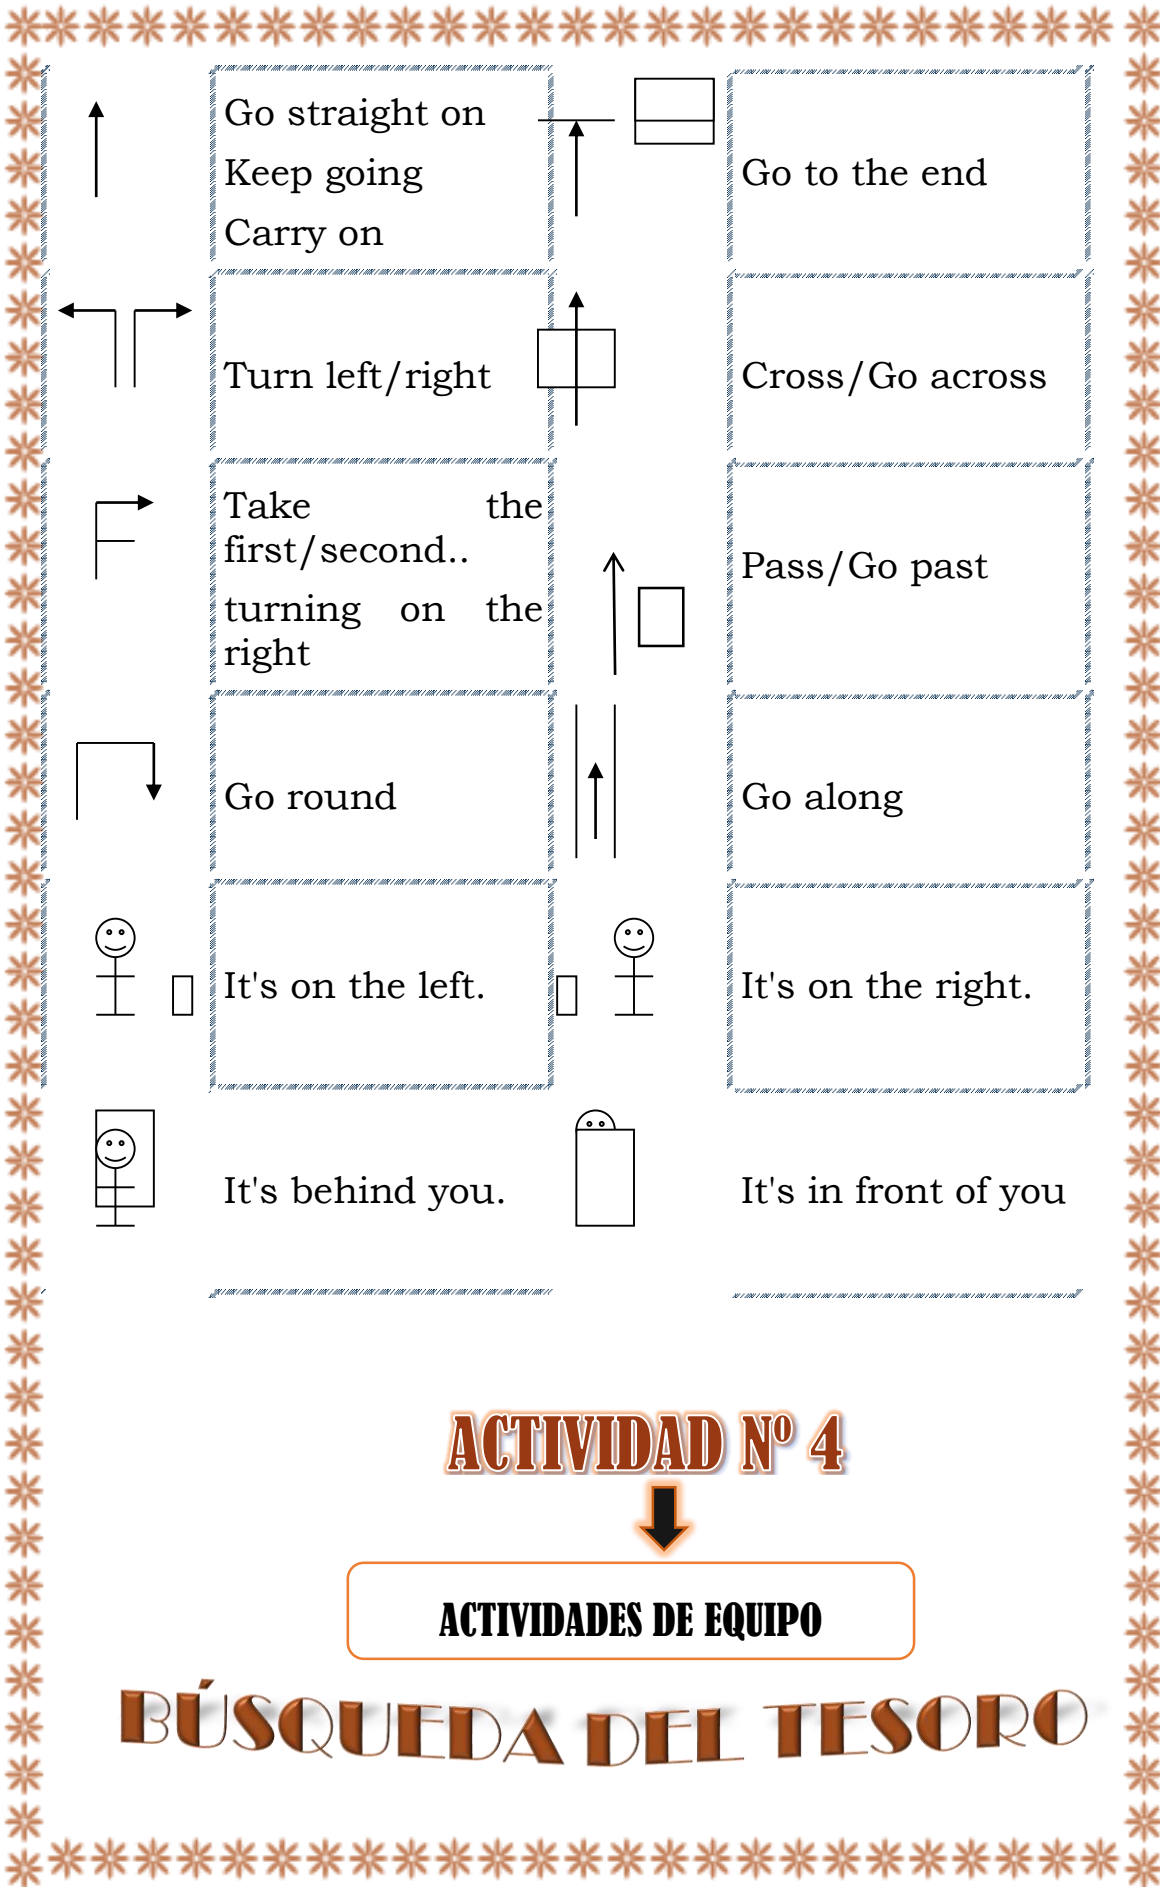 Go straight on
Keep going
Carry on
Go to the end
Turn left/right
Cross/Go across
Take the
first/second..
turning on the
right
Pass/Go past
Go round
Go along
It's on the left.
It's on the right.
It's behind you.
It's in front of you
ACTIVIDAD Nº 4
ACTIVIDADES DE EQUIPO
BÚSQUEDA DEL TESORO